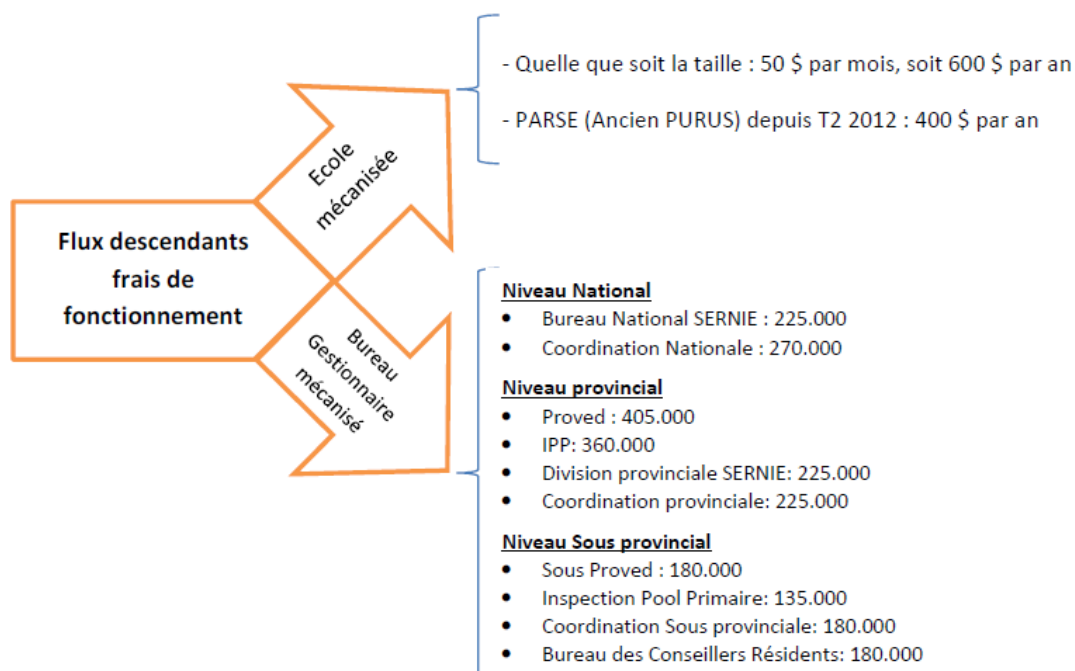 - Quelle que soit la taille : 50 $ par mois, soit 600 $ par an
- PARSE (Ancien PURUS) depuis T2 2012 : 400 $ par an
Ecole
mécanisée
Flux descendants
frais de
fonctionnement
Bureau
Gestionnaire
mécanisé
Niveau National
• Bureau National SERNIE : 225.000
• Coordination Nationale : 270.000
Niveau provincial
• Proved : 405.000
• IPP: 360.000
• Division provinciale SERNIE: 225.000
• Coordination provinciale: 225.000
Niveau Sous provincial
• Sous Proved : 180.000
• Inspection Pool Primaire: 135.000
• Coordination Sous provinciale: 180.000
• Bureau des Conseillers Résidents: 180.000